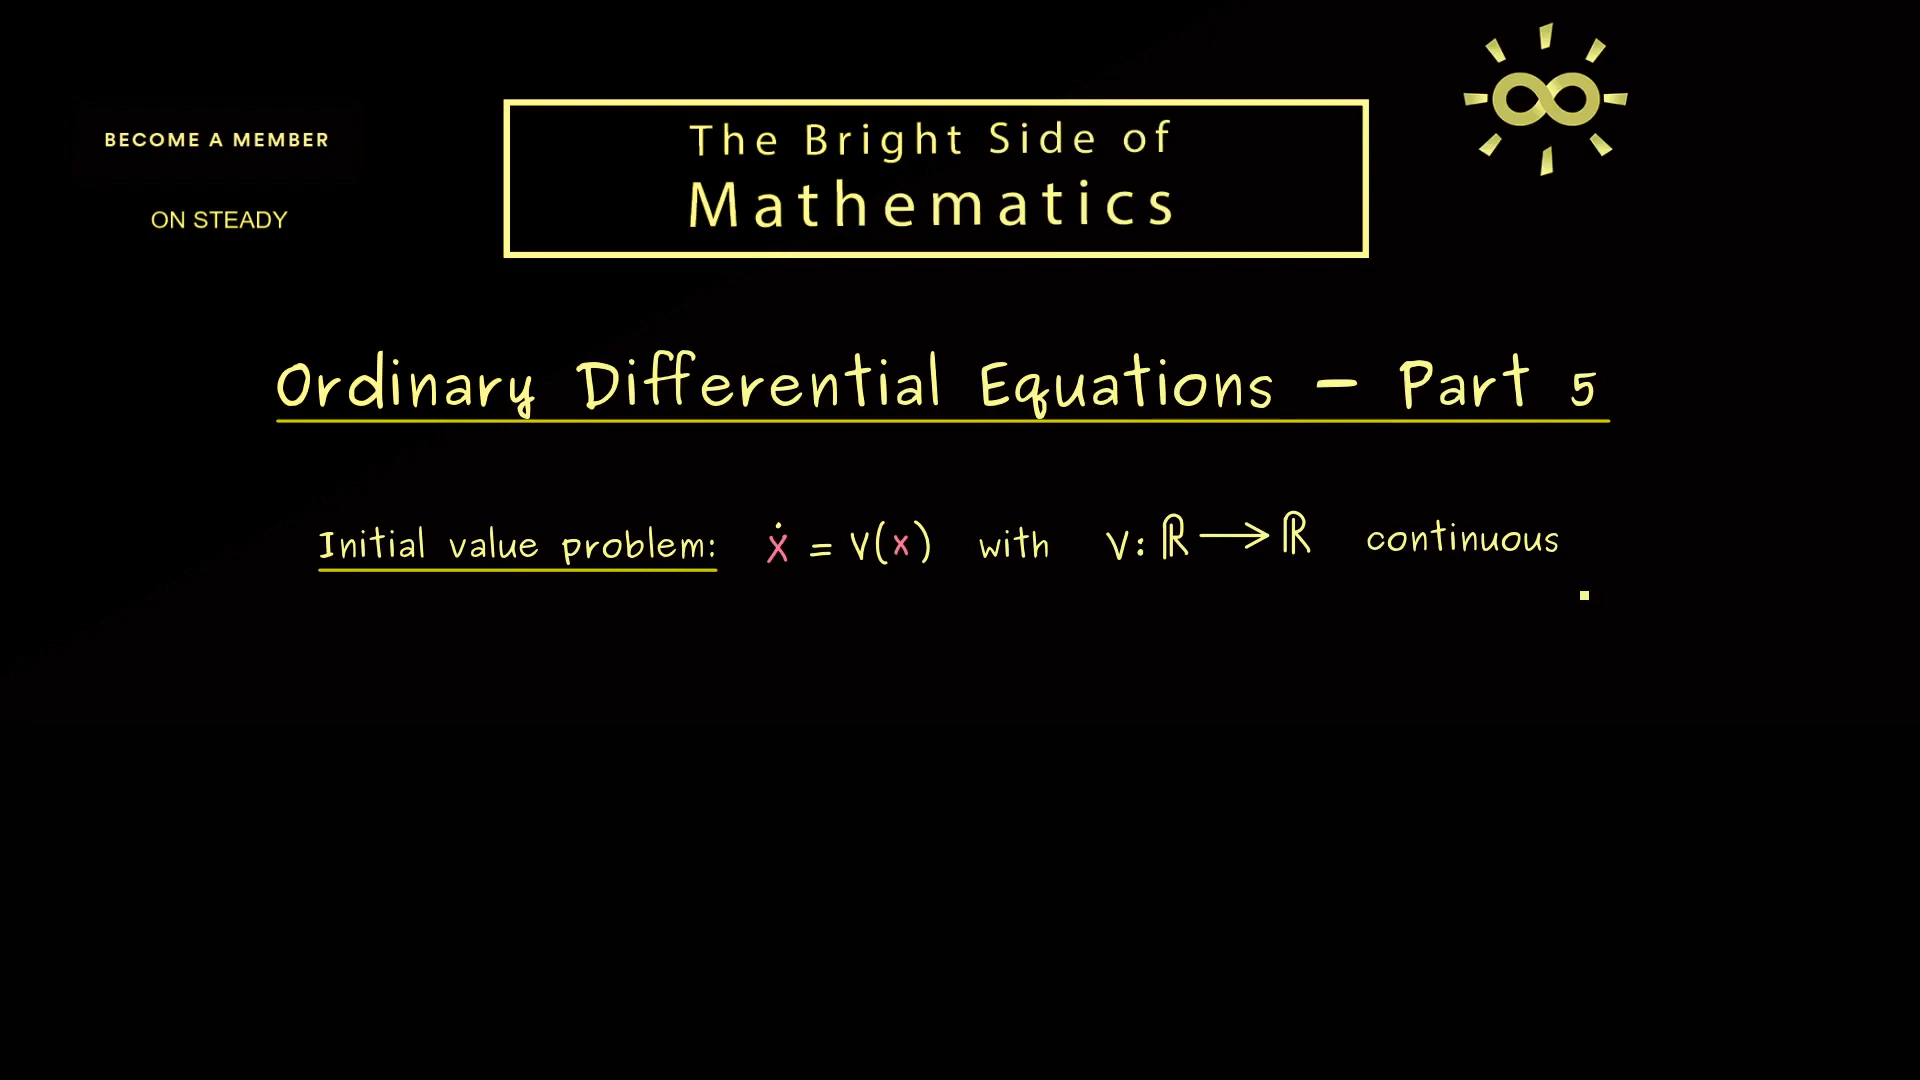 BECOME A MEMBER
ON STEADY
The Bright Side of
Mathematics
Ordinary Differential Equations - Part 5
Initial value problem: ẋ = v(x) with v: ℝ ⟶ ℝ continuous